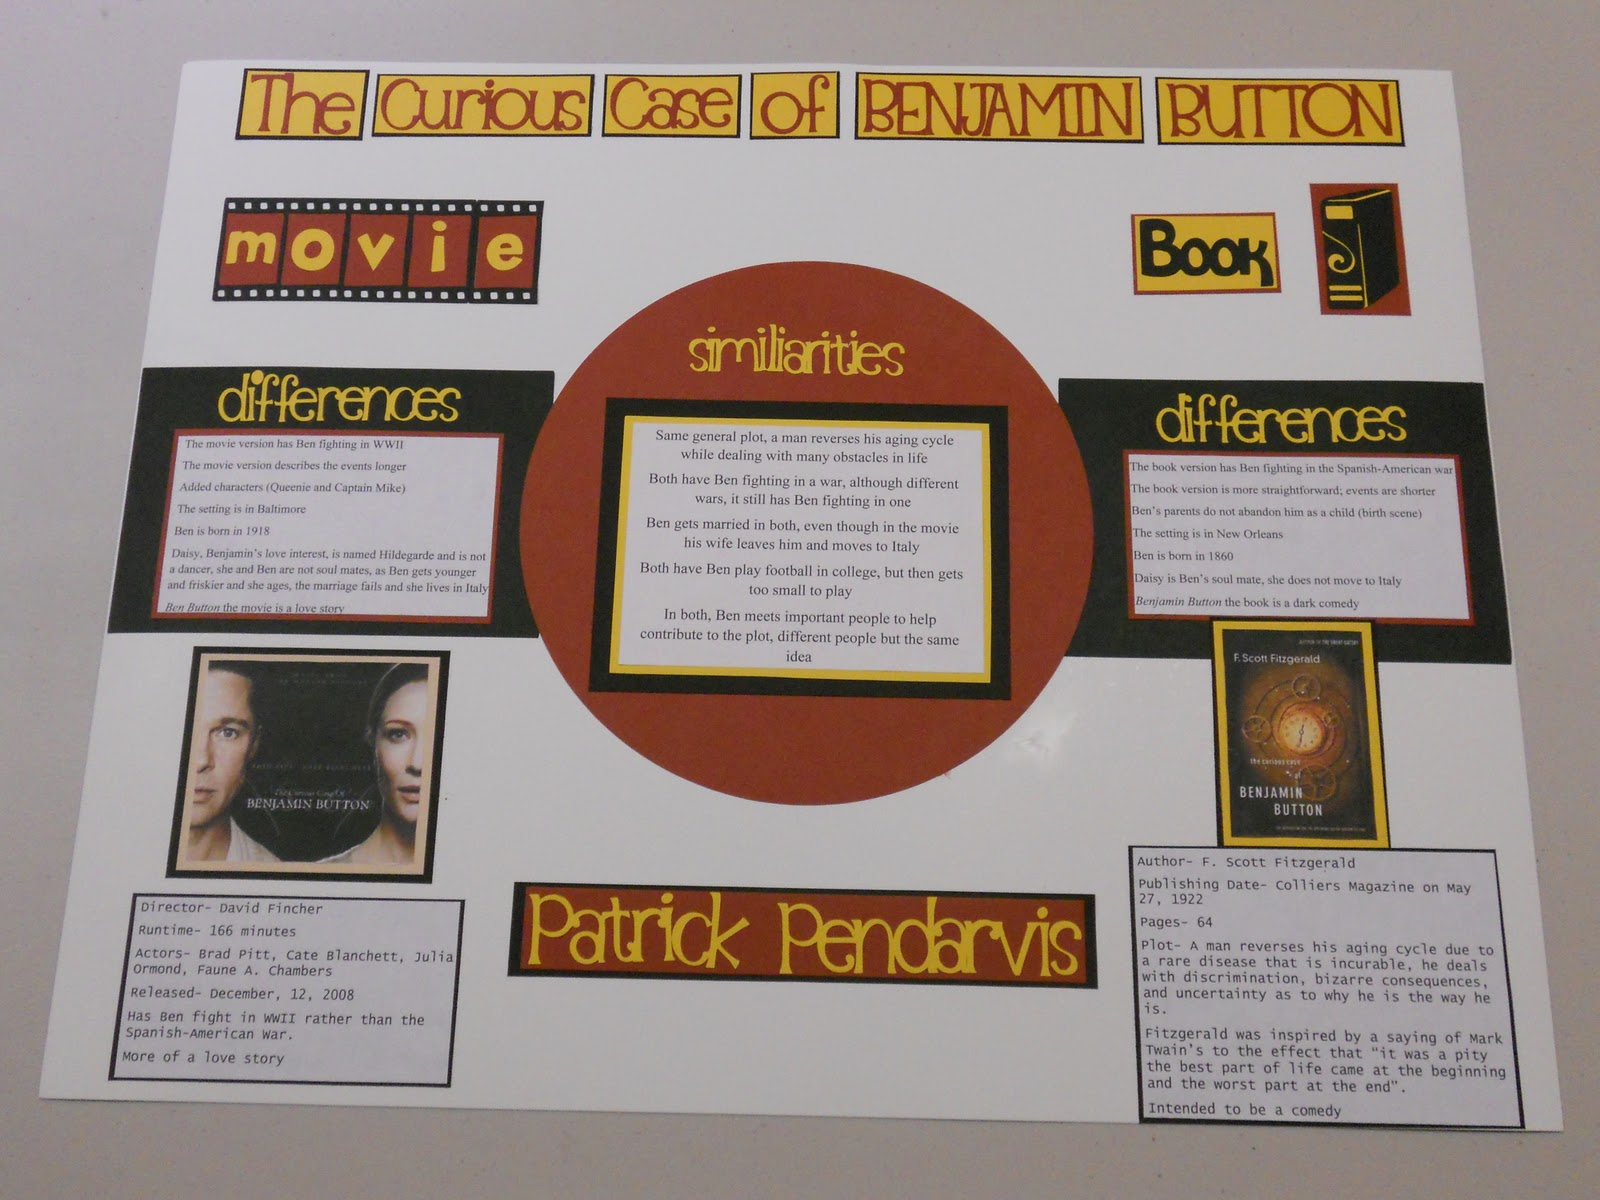 The Curious Case of BENJAMIN BUTTON
movie
Book
similiarities
Same general plot, a man reverses his aging cycle
while dealing with many obstacles in life
Both have Ben fighting in a war, although different
wars, it still has Ben fighting in one
Ben gets married in both, even though in the movie
his wife leaves him and moves to Italy
Both have Ben play football in college, but then gets
too small to play
In both, Ben meets important people to help
contribute to the plot, different people but the same
idea
differences
The movie version has Ben fighting in WWII
The movie version describes the events longer
Added characters (Queenie and Captain Mike)
The setting is in Baltimore
Ben is born in 1918
Daisy, Benjamin's love interest, is named Hildegarde and is not
a dancer, she and Ben are not soul mates, as Ben gets younger
and friskier and she ages, the marriage fails and she lives in Italy
Ben Button the movie is a love story
differences
The book version has Ben fighting in the Spanish-American war
The book version is more straightforward; events are shorter
Ben's parents do not abandon him as a child (birth scene)
The setting is in New Orleans
Ben is born in 1860
Daisy is Ben's soul mate, she does not move to Italy
Benjamin Button the book is a dark comedy
BENJAMIN BUTTON
F. Scott Fitzgerald
the curious case
of
BENJAMIN
BUTTON
Director- David Fincher
Runtime- 166 minutes
Actors- Brad Pitt, Cate Blanchett, Julia
Ormond, Faune A. Chambers
Released- December, 12, 2008
Has Ben fight in WWII rather than the
Spanish-American War.
More of a love story
Patrick Pendarvis
Author- F. Scott Fitzgerald
Publishing Date- Colliers Magazine on May
27, 1922
Pages- 64
Plot- A man reverses his aging cycle due to
a rare disease that is incurable, he deals
with discrimination, bizarre consequences,
and uncertainty as to why he is the way he
is.
Fitzgerald was inspired by a saying of Mark
Twain's to the effect that "it was a pity
the best part of life came at the beginning
and the worst part at the end".
Intended to be a comedy